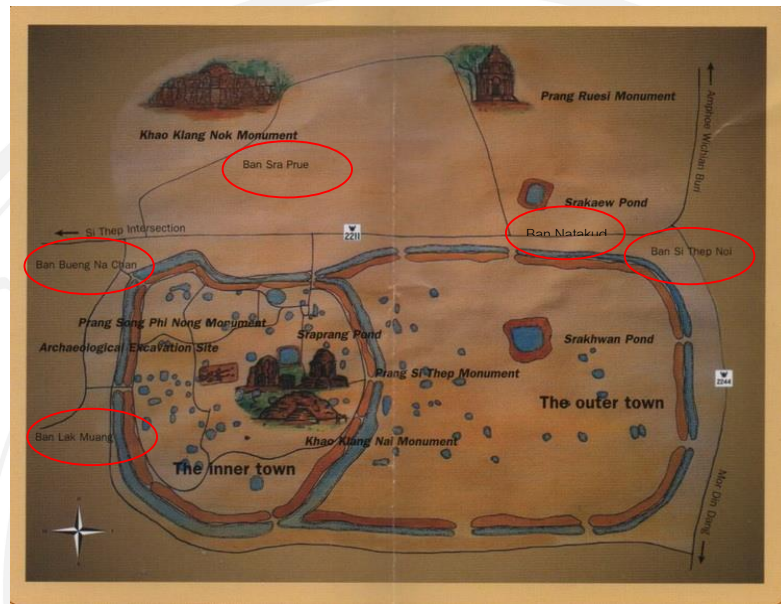 Prang Ruesi Monument
Amphoe Wichian Buri
Khao Klang Nok Monument
Ban Sra Prue
Srakaew Pond
Si Thep Intersection
2211
Ban Natakud
Ban Si Thep Noi
Ban Bueng Na Chan
Prang Song Phi Nong Monument
Sraprang Pond
Srakhwan Pond
Archaeological Excavation Site
Prang Si Thep Monument
2244
The outer town
Ban Lak Muang
Khao Klang Nai Monument
The inner town
Mor Din Dang